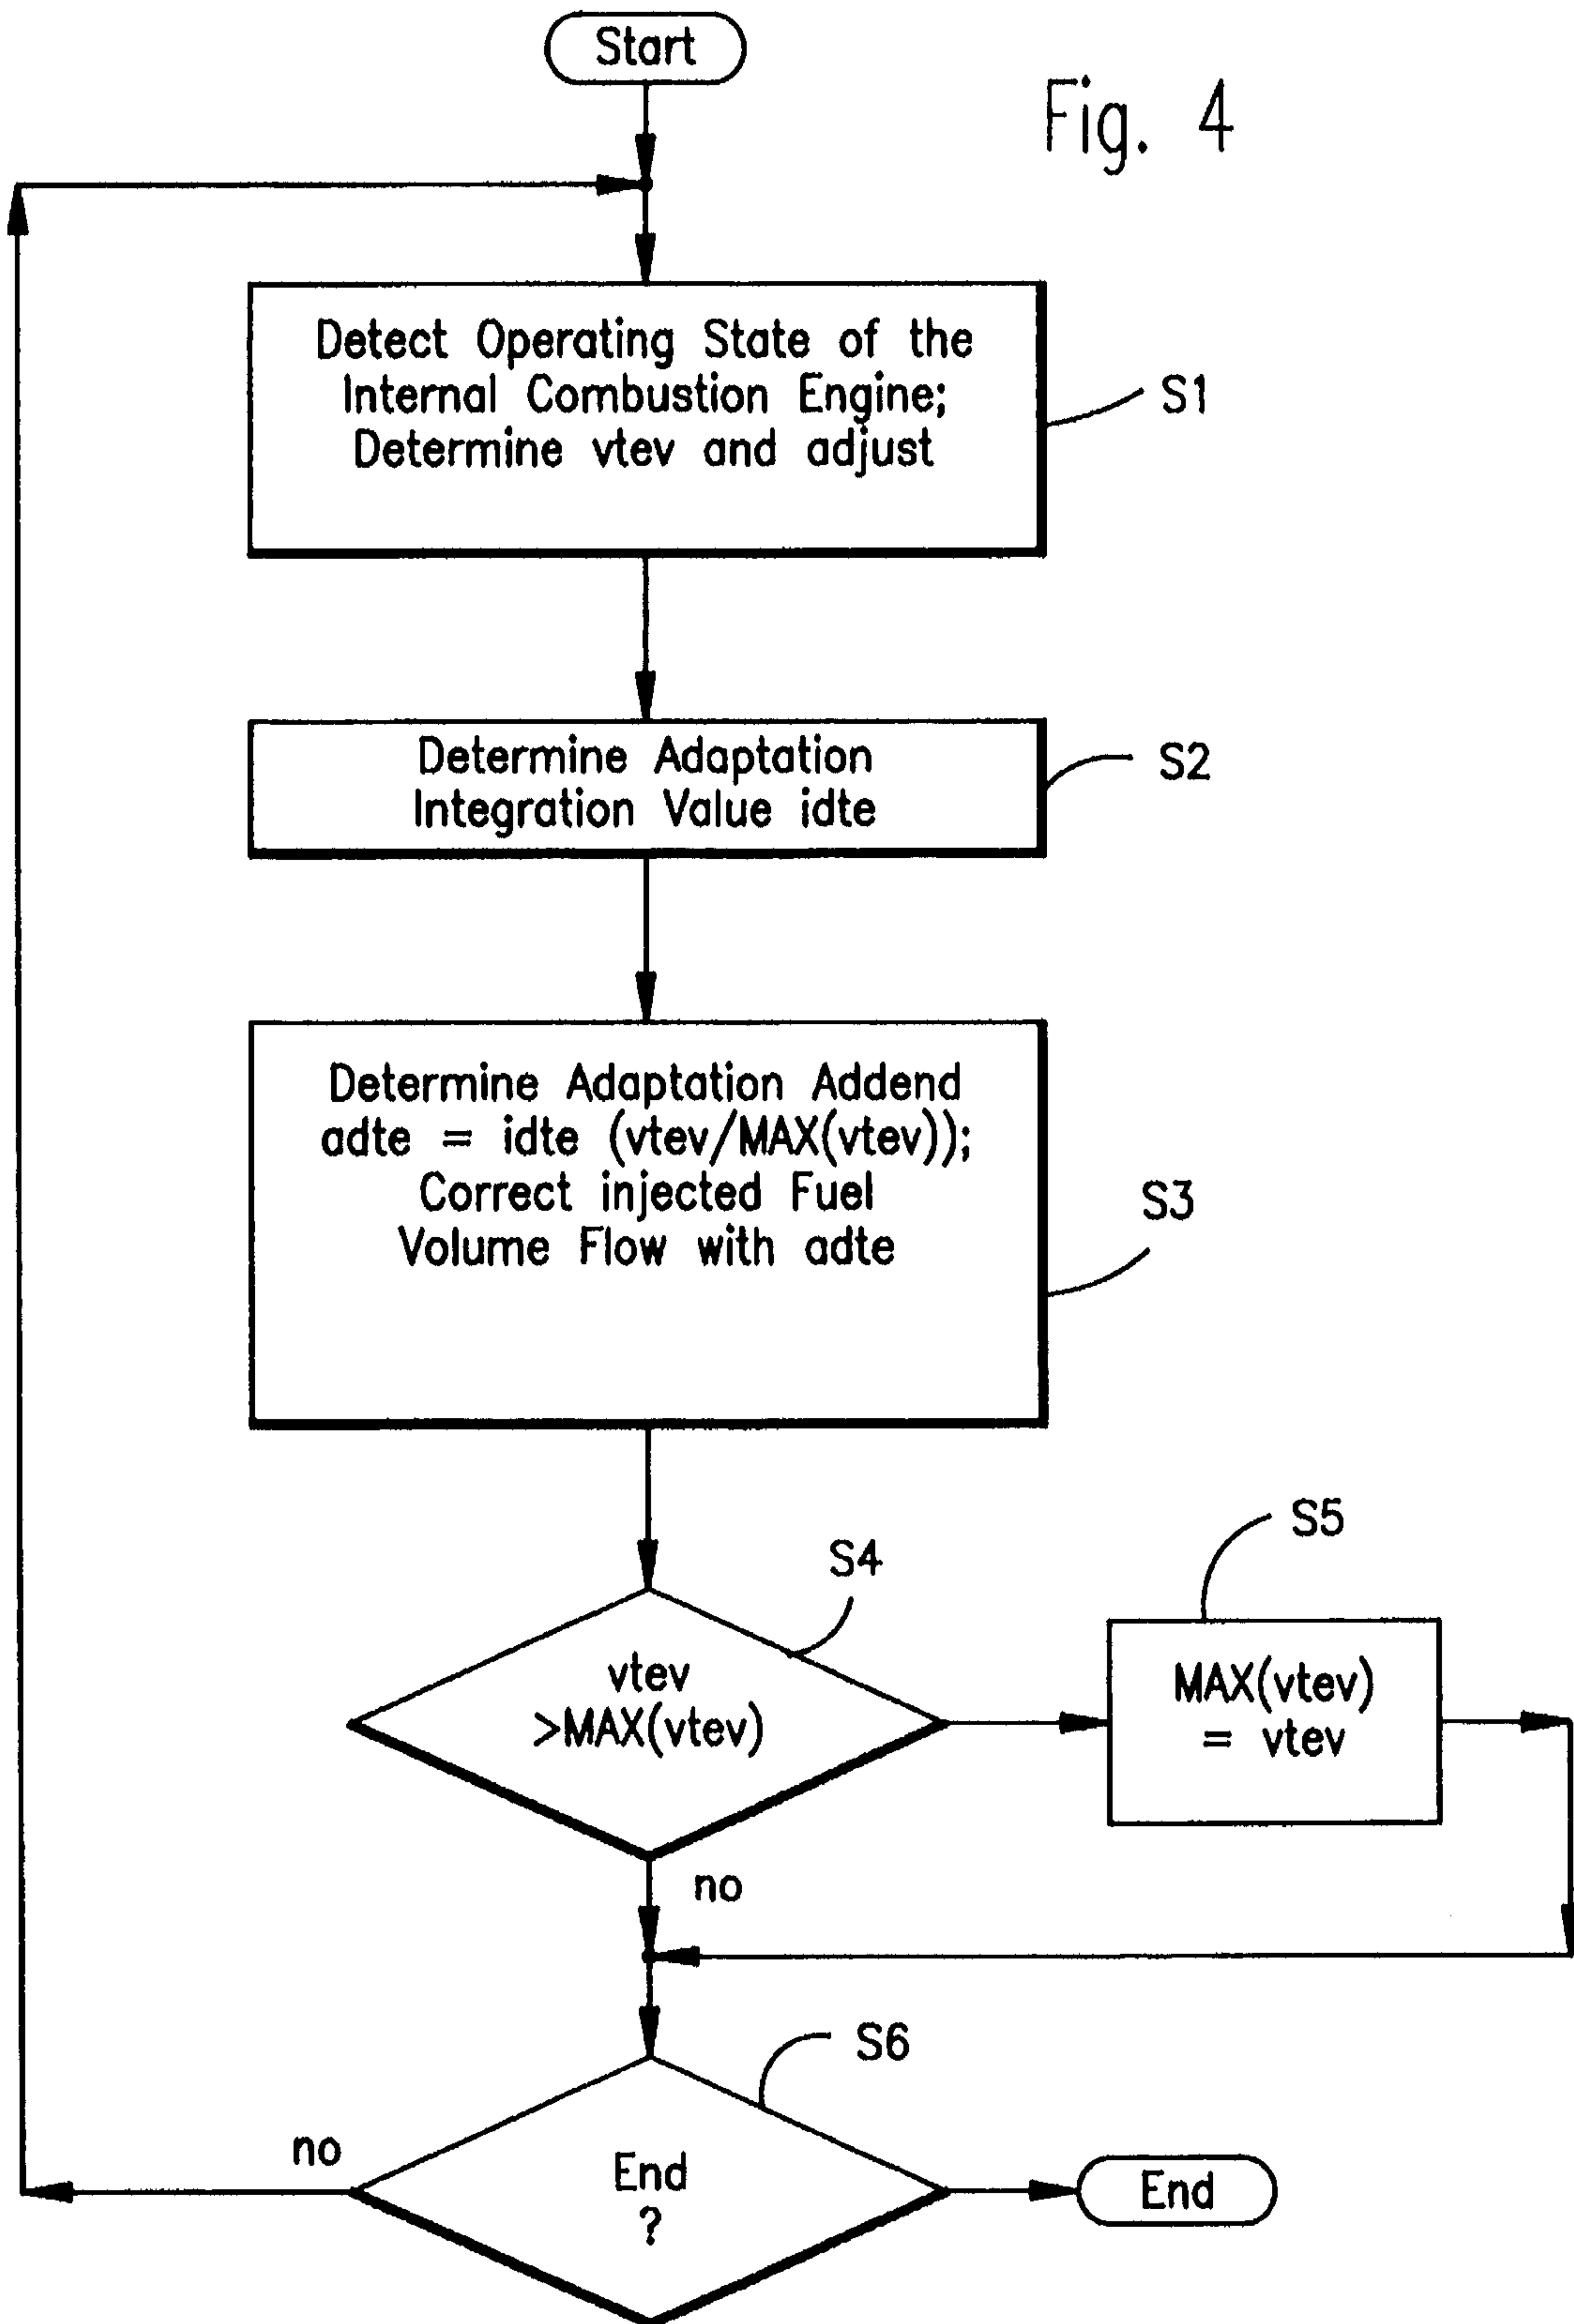 Start
Fig. 4
Detect Operating State of the
Internal Combustion Engine;
Determine vtev and adjust
S1
Determine Adaptation
Integration Value idte
S2
Determine Adaptation Addend
adte = idte (vtev/MAX(vtev));
Correct injected Fuel
Volume Flow with adte
S3
S4
vtev
>MAX(vtev)
S5
MAX(vtev)
= vtev
no
S6
no
End
?
End